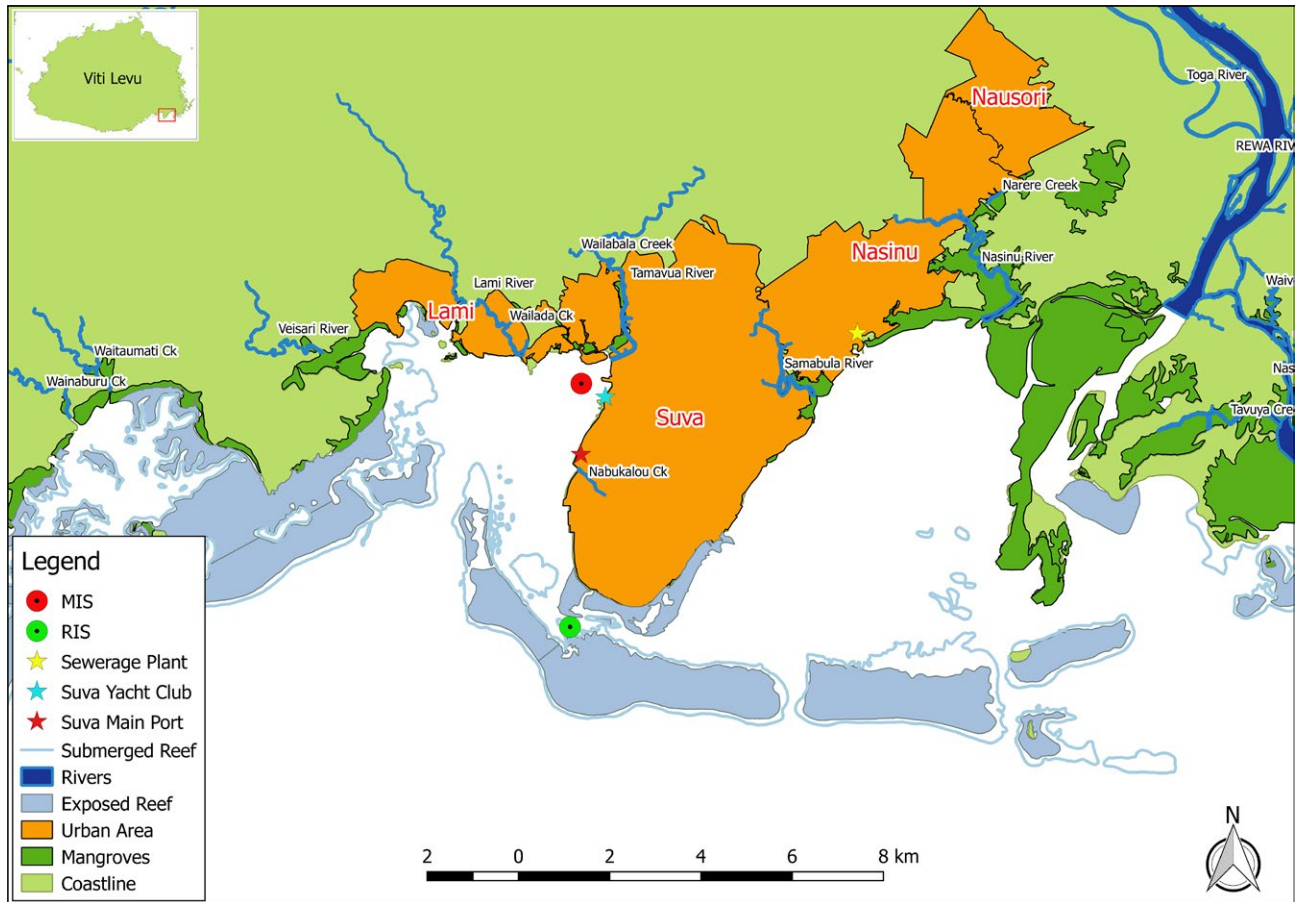 Viti Levu
Toga River
Nausori
REWA RIV
Narere Creek
Wailabala Creek
Nasinu
Nasinu River
Tamavua River
Lami River
Waiv
Lami
Wailada Ck
Veisari River
Waitaumati Ck
Samabula River
Nas
Wainaburu Ck
Suva
Tavuya Cree
Nabukalou Ck
Legend
MIS
RIS
Sewerage Plant
Suva Yacht Club
Suva Main Port
Submerged Reef
Rivers
Exposed Reef
Urban Area
Mangroves
Coastline
2 0 2 4 6 8 km
N